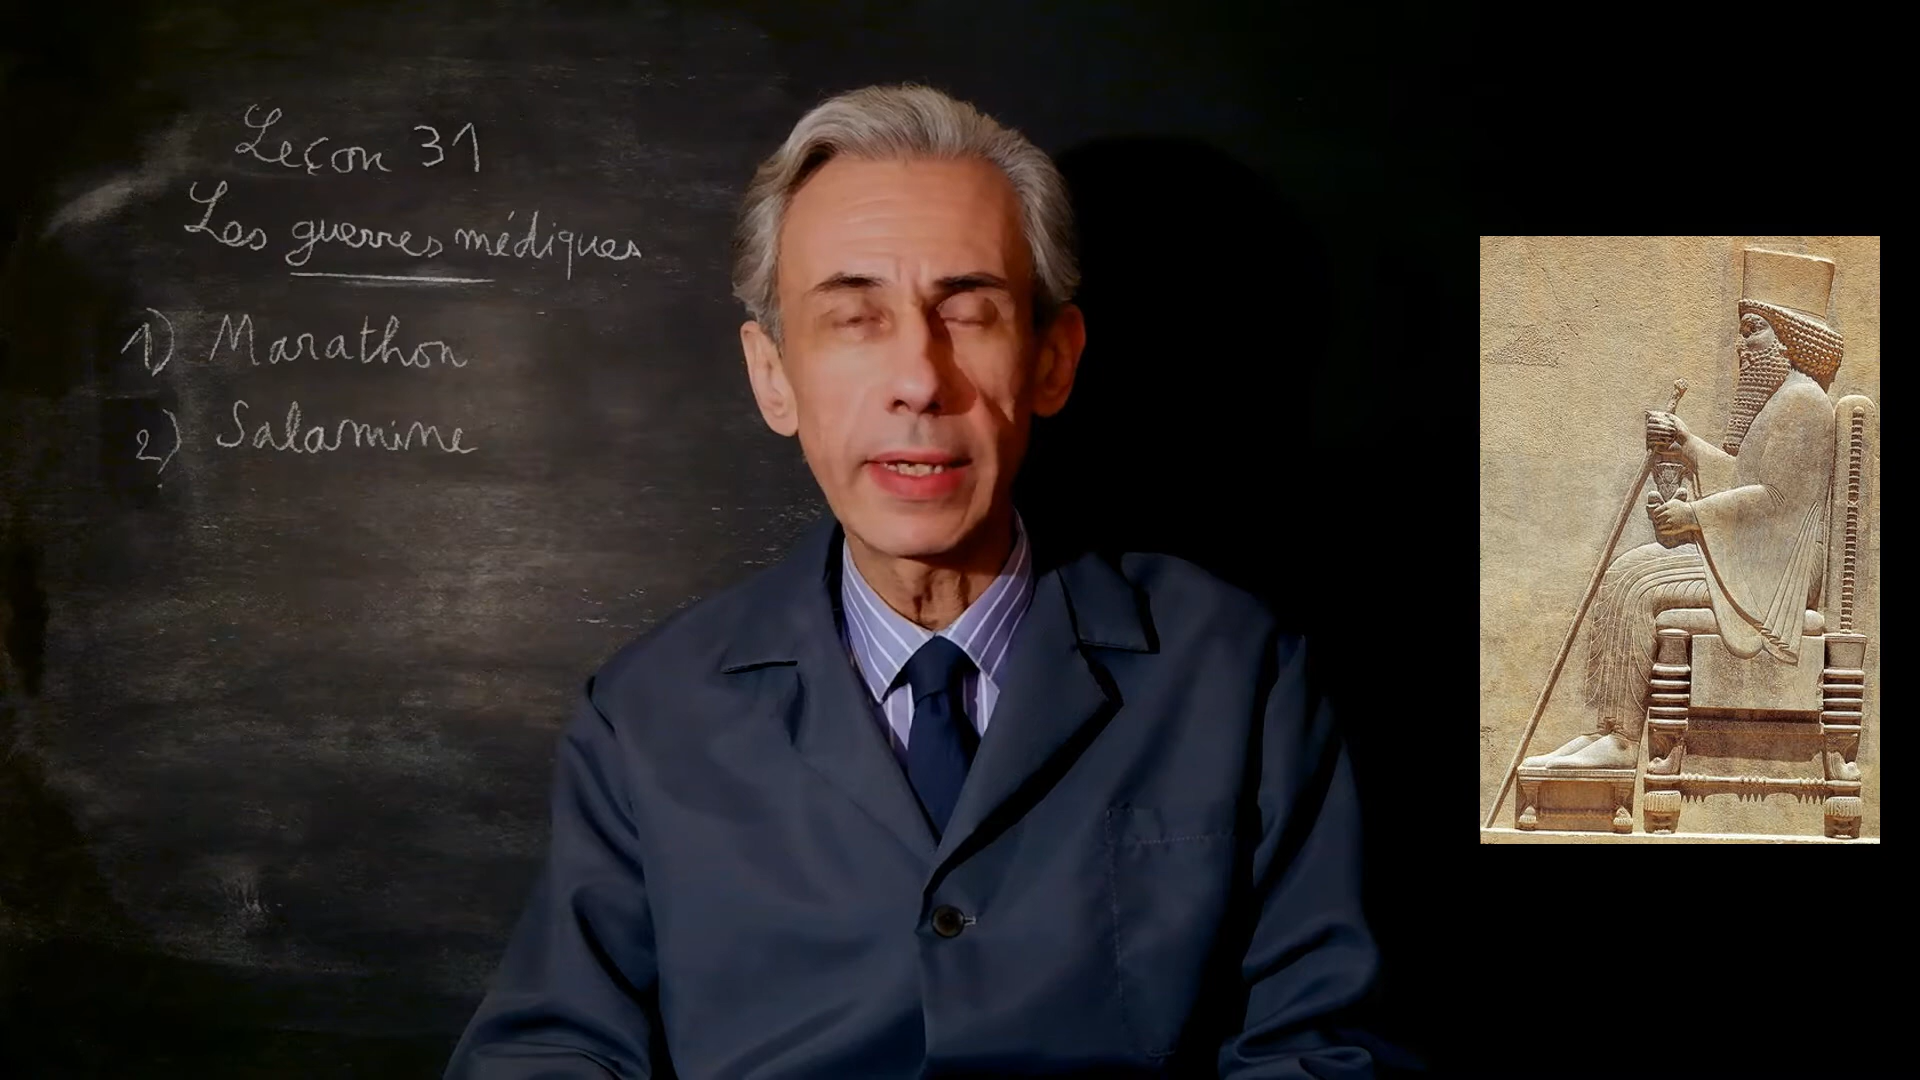 Leçon 31
Les guerres médiques
1) Marathon
2) Salamine